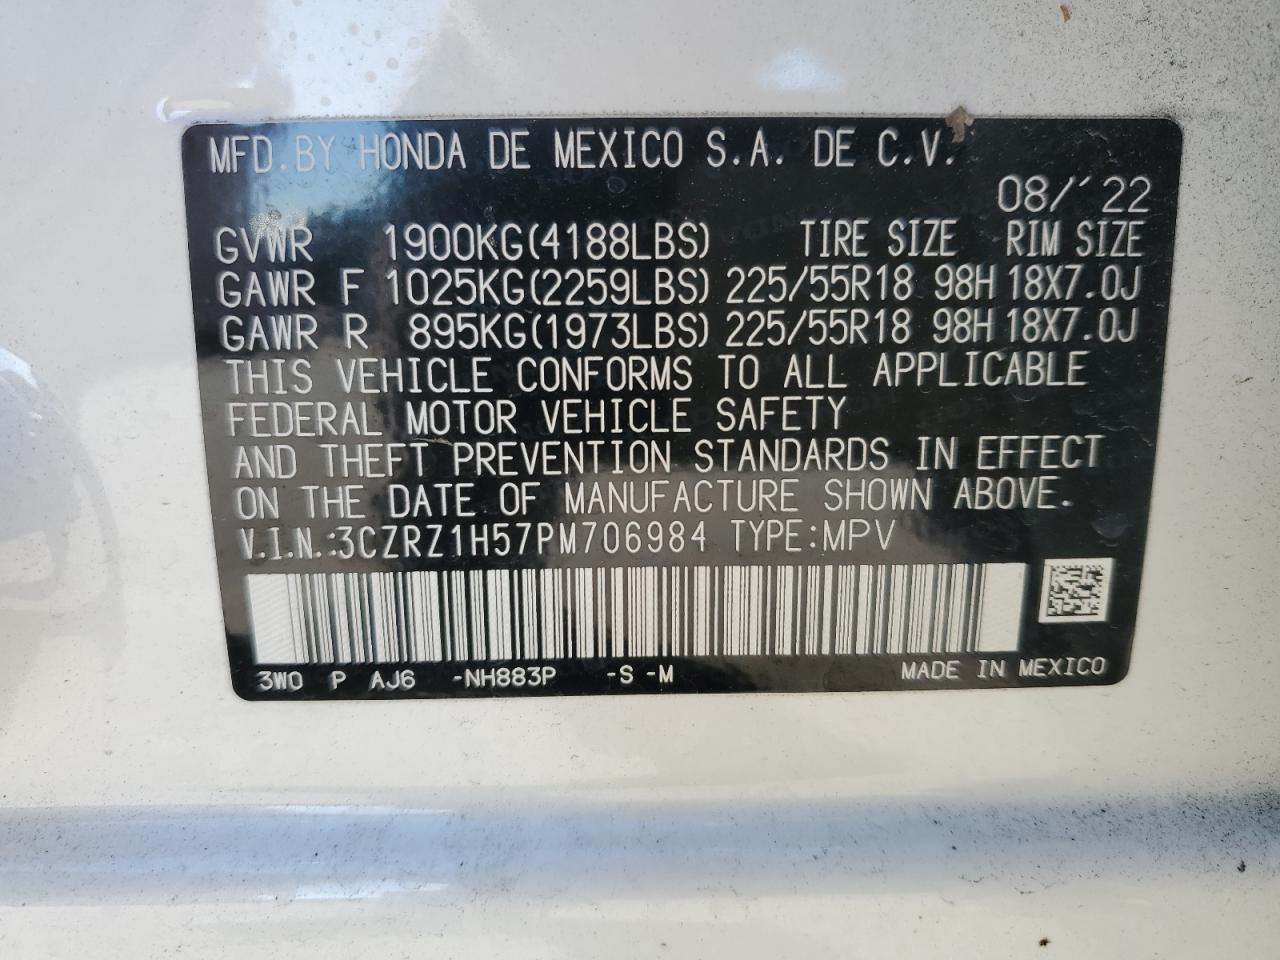 MFD.BY HONDA DE MEXICO S.A. DE C.V.
08/'22
GVWR 1900KG(4188LBS) TIRE SIZE RIM SIZE
GAWR F 1025KG(2259LBS) 225/55R18 98H 18X7.0J
GAWR R 895KG(1973LBS) 225/55R18 98H 18X7.0J
THIS VEHICLE CONFORMS TO ALL APPLICABLE
FEDERAL MOTOR VEHICLE SAFETY
AND THEFT PREVENTION STANDARDS IN EFFECT
ON THE DATE OF MANUFACTURE SHOWN ABOVE.
V.I.N.:3CZRZ1H57PM706984 TYPE:MPV
3W0 P AJ6 -NH883P -S -M MADE IN MEXICO